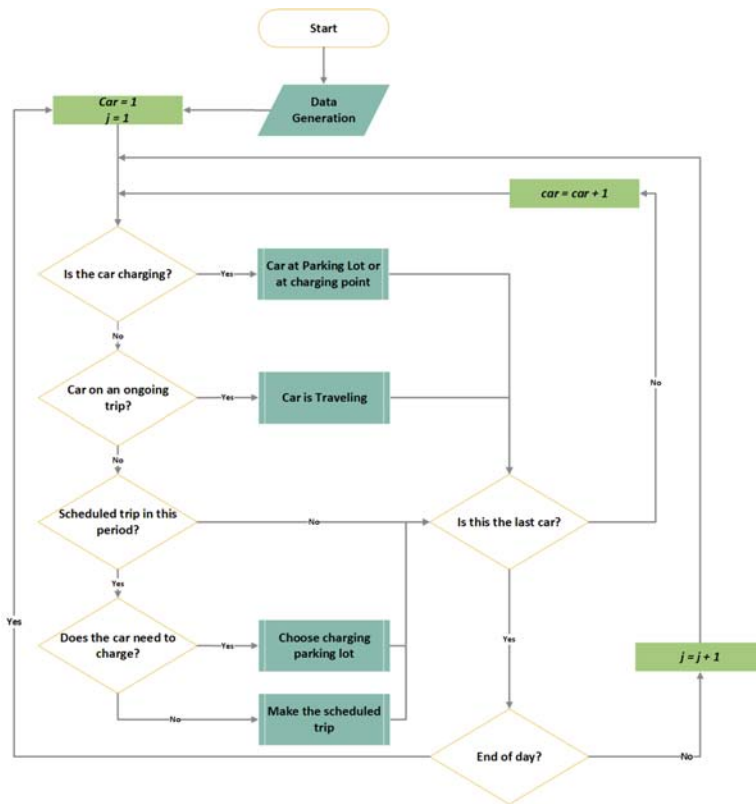 Start
Data
Generation
Car = 1
j = 1
car = car + 1
Is the car charging?
Yes
Car at Parking Lot or
at charging point
No
Car on an ongoing
trip?
Yes
Car is Traveling
No
No
Scheduled trip in this
period?
No
Is this the last car?
Yes
Does the car need to
charge?
Yes
Choose charging
parking lot
Yes
Yes
j = j + 1
No
Make the scheduled
trip
End of day?
No